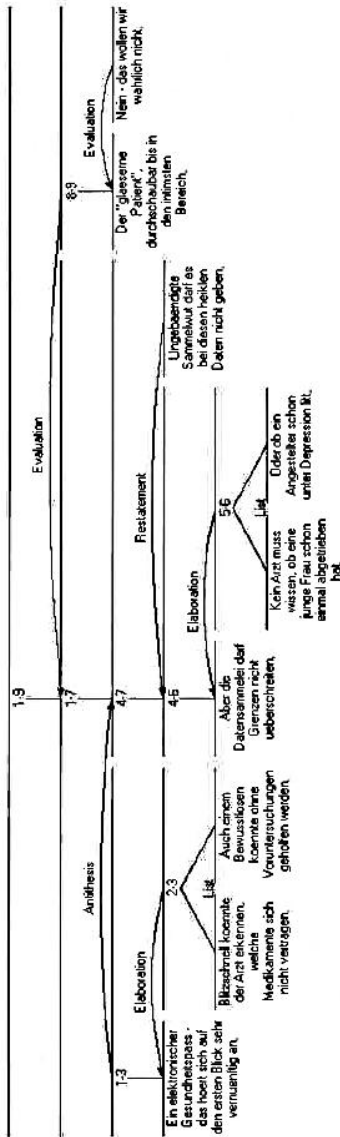 1-9
Evaluation
1-7
8-9
Antithesis
4-7
Evaluation
1-3
Der "glaeserne
Patient",
durchschaubar bis in
den intimsten
Bereich,
Nein - das wollen wir
wahrlich nicht.
Elaboration
Restatement
Ein elektronischer
Gesundheitspass -
das hoert sich auf
den ersten Blick sehr
vernuenftig an.
2-3
4-6
Ungebaendigte
Sammelwut darf es
bei diesen heiklen
Daten nicht geben.
List
Elaboration
Blitzschnell koennte
der Arzt erkennen,
welche
Medikamente sich
nicht vertragen.
Auch einem
Bewusstlosen
koennte ohne
Voruntersuchungen
geholfen werden.
Aber die
Datensammelei darf
Grenzen nicht
ueberschreiten.
5-6
List
Kein Arzt muss
wissen, ob eine
junge Frau schon
einmal abgetrieben
hat.
Oder ob ein
Angestellter schon
unter Depression litt.